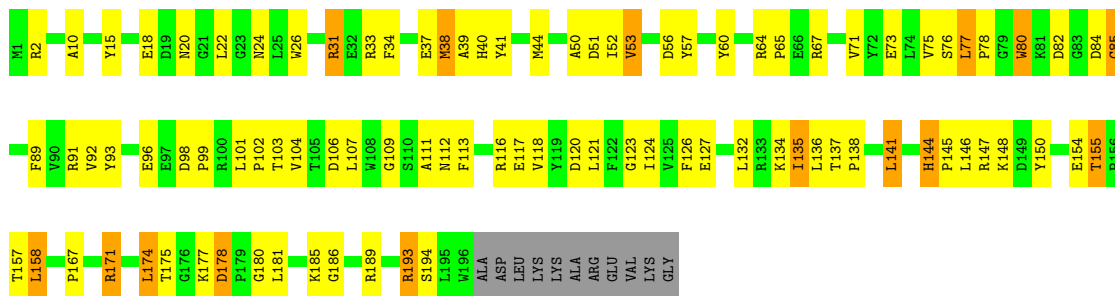 M1 R2 A10 Y15 E18 D19 N20 G21 L22 G23 N24 L25 W26 R31 E32 R33 F34 E37 M38 A39 H40 Y41 M44 A50 D51 I52 V53 D56 Y57 Y60 R64 P65 E66 R67 V71 Y72 E73 L74 V75 S76 L77 P78 G79 W80 K81 D82 G83 D84 G85
F89 V90 R91 V92 Y93 E96 E97 D98 P99 R100 L101 P102 T103 V104 T105 D106 L107 W108 G109 S110 A111 N112 F113 R116 E117 V118 Y119 D120 L121 F122 G123 I124 V125 F126 E127 L132 R133 K134 I135 L136 T137 P138 L141 H144 P145 L146 R147 K148 D149 Y150 E154 T155 P156
T157 L158 P167 R171 L174 T175 G176 K177 D178 P179 G180 L181 K185 G186 R189 R193 S194 L195 W196 ALA ASP LEU LYS LYS ALA ARG GLU VAL LYS GLY